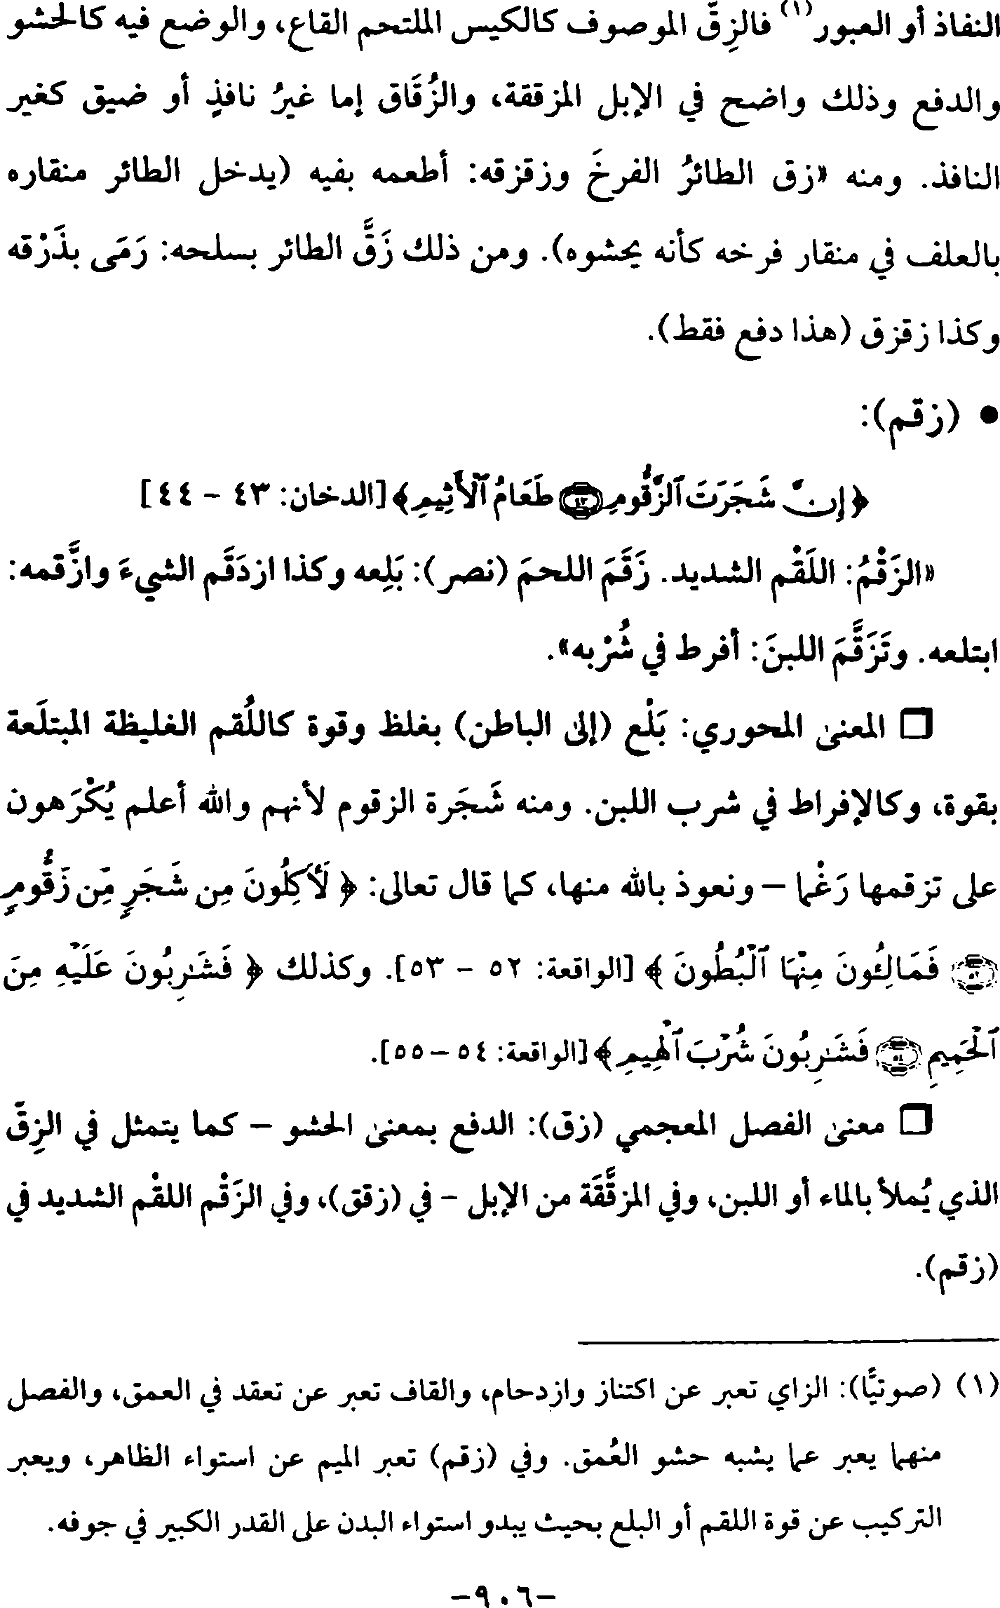 النفاذ أو العبور(١) فالزِقّ الموصوف كالكيس الملتحم القاع، والوضع فيه كالحشو
والدفع وذلك واضح في الإبل المزققة، والزُقَاق إما غيرُ نافذٍ أو ضيق كغير
النافذ. ومنه «زق الطائرُ الفرخَ وزقزقه: أطعمه بفيه (يدخل الطائر منقاره
بالعلف في منقار فرخه كأنه يحشوه). ومن ذلك زَقَّ الطائر بسلحه: رَمَى بذَرْقه
وكذا زقزق (هذا دفع فقط).
• (زقم):
﴿إِنَّ شَجَرَتَ ٱلزَّقُّومِ ٤٣ طَعَامُ ٱلْأَثِيمِ﴾ [الدخان: ٤٣ – ٤٤]
«الزَقْمُ: اللَقْم الشديد. زَقَمَ اللحمَ (نصر): بَلِعه وكذا ازدَقَم الشيءَ وازَّقمه:
ابتلعه. وتَزَقَّمَ اللبنَ: أفرط في شُرْبه».
❒ المعنى المحوري: بَلْع (إلى الباطن) بغلظ وقوة كاللُقم الغليظة المبتلَعة
بقوة، وكالإفراط في شرب اللبن. ومنه شَجَرة الزقوم لأنهم والله أعلم يُكْرَهون
على تزقمها رَغْما – ونعوذ بالله منها، كما قال تعالى: ﴿لَأَكِلُونَ مِن شَجَرٍ مِّن زَقُّومٍ
٥٢ فَمَالِـُٔونَ مِنْهَا ٱلْبُطُونَ﴾ [الواقعة: ٥٢ – ٥٣]. وكذلك ﴿فَشَٰرِبُونَ عَلَيْهِ مِنَ
ٱلْحَمِيمِ ٥٤ فَشَٰرِبُونَ شُرْبَ ٱلْهِيمِ﴾ [الواقعة: ٥٤ – ٥٥].
❒ معنى الفصل المعجمي (زق): الدفع بمعنى الحشو – كما يتمثل في الزِقّ
الذي يُملأ بالماء أو اللبن، وفي المزقَّقَة من الإبل – في (زقق)، وفي الزَقْم اللقْم الشديد في
(زقم).
(١) (صوتيًّا): الزاي تعبر عن اكتناز وازدحام، والقاف تعبر عن تعقد في العمق، والفصل
منهما يعبر عما يشبه حشو العُمق. وفي (زقم) تعبر الميم عن استواء الظاهر، ويعبر
التركيب عن قوة اللقم أو البلع بحيث يبدو استواء البدن على القدر الكبير في جوفه.
-٩٠٦-